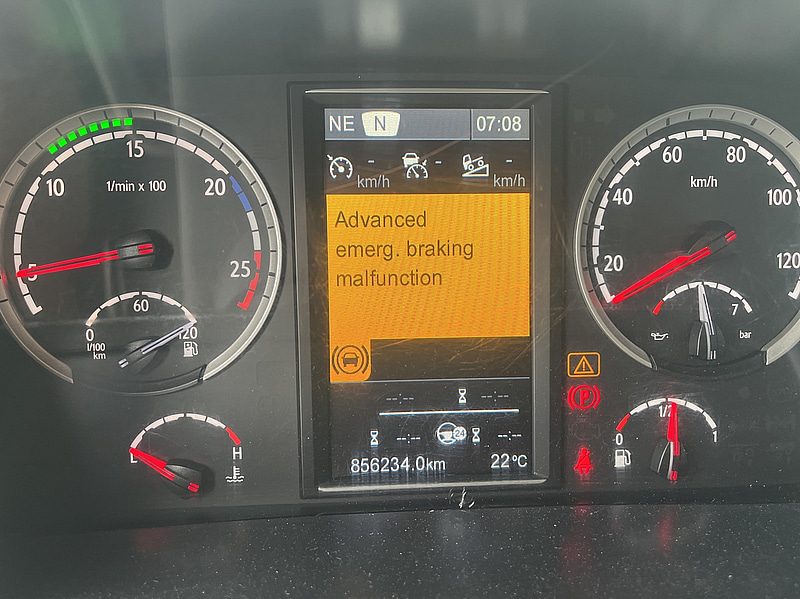 NE N 07:08
km/h km/h
Advanced
emerg. braking
malfunction
856234.0km 22°C
5 10 15 20 25
1/min x 100
0 60 120
l/100
km
L H
20 40 60 80 100 120
km/h
7
bar
P
0 1/2 1